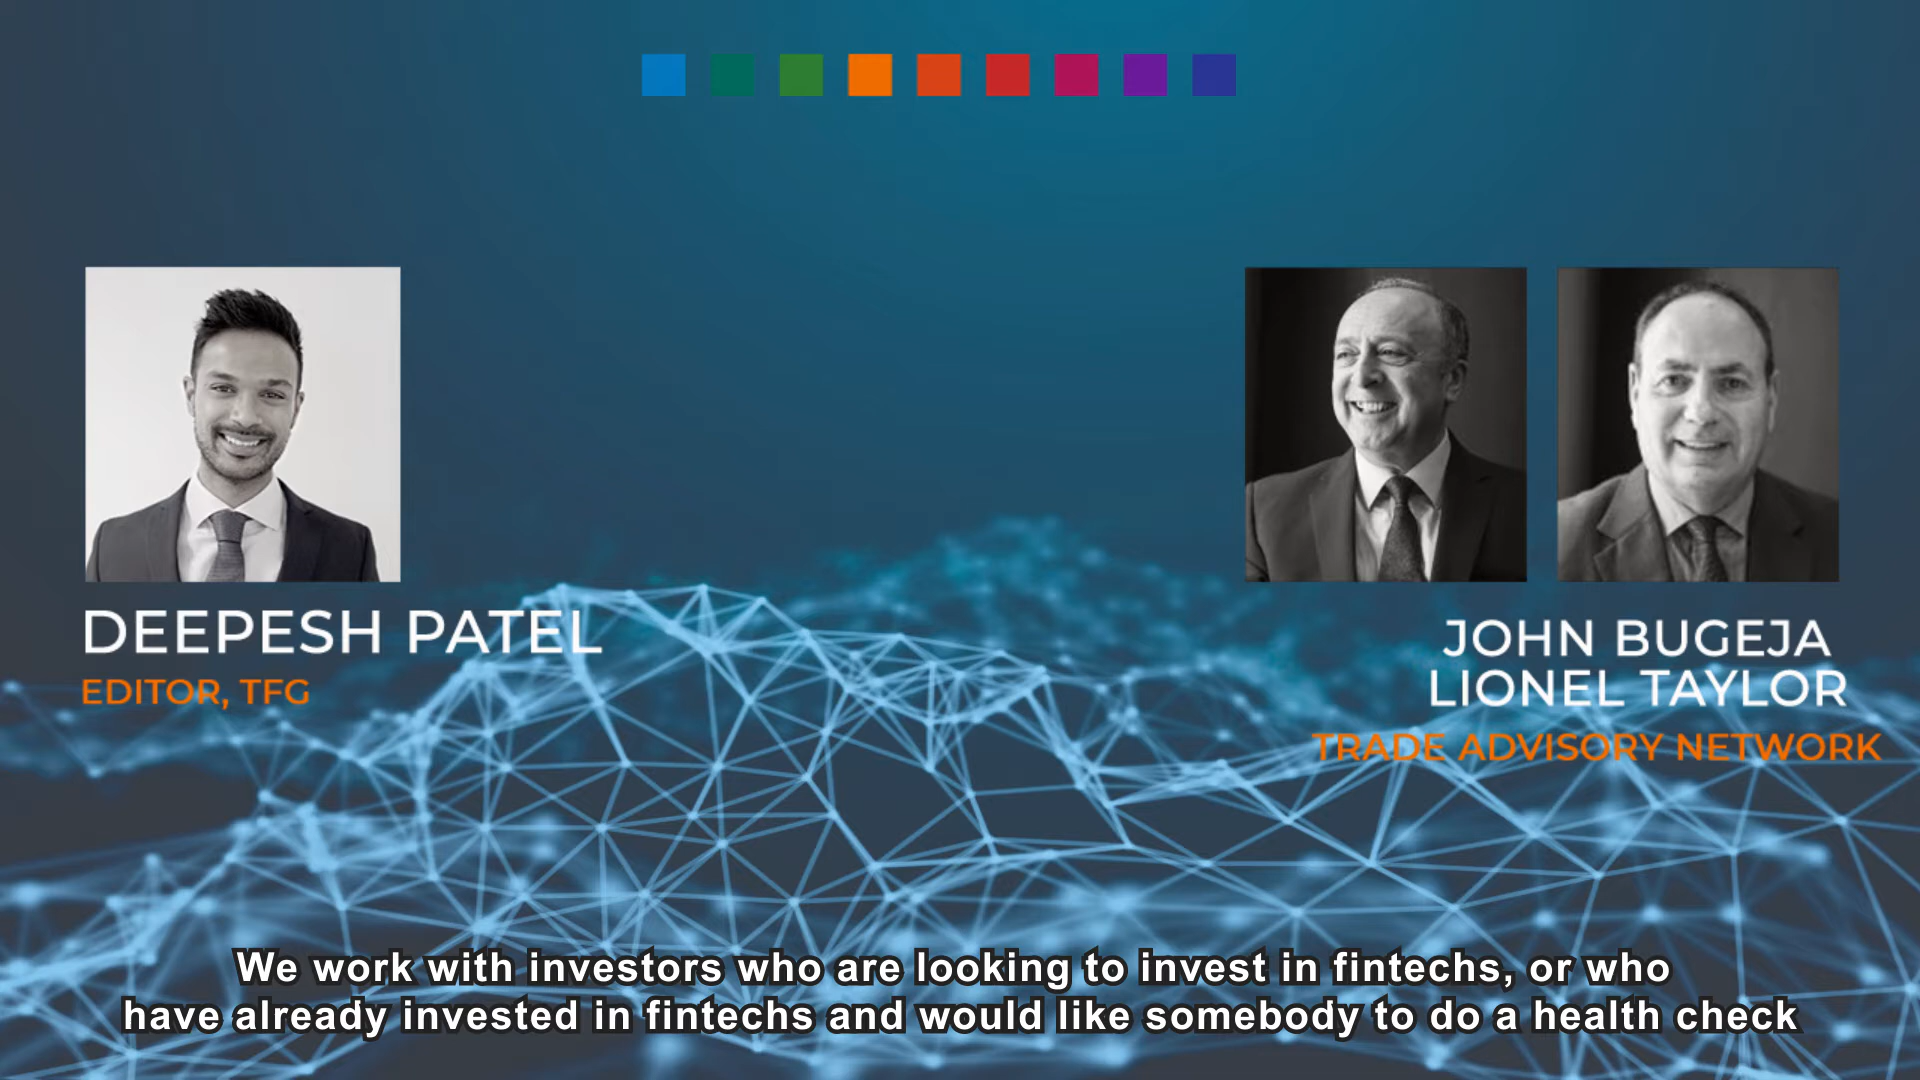 DEEPESH PATEL
EDITOR, TFG
JOHN BUGEJA
LIONEL TAYLOR
TRADE ADVISORY NETWORK
We work with investors who are looking to invest in fintechs, or who
have already invested in fintechs and would like somebody to do a health check